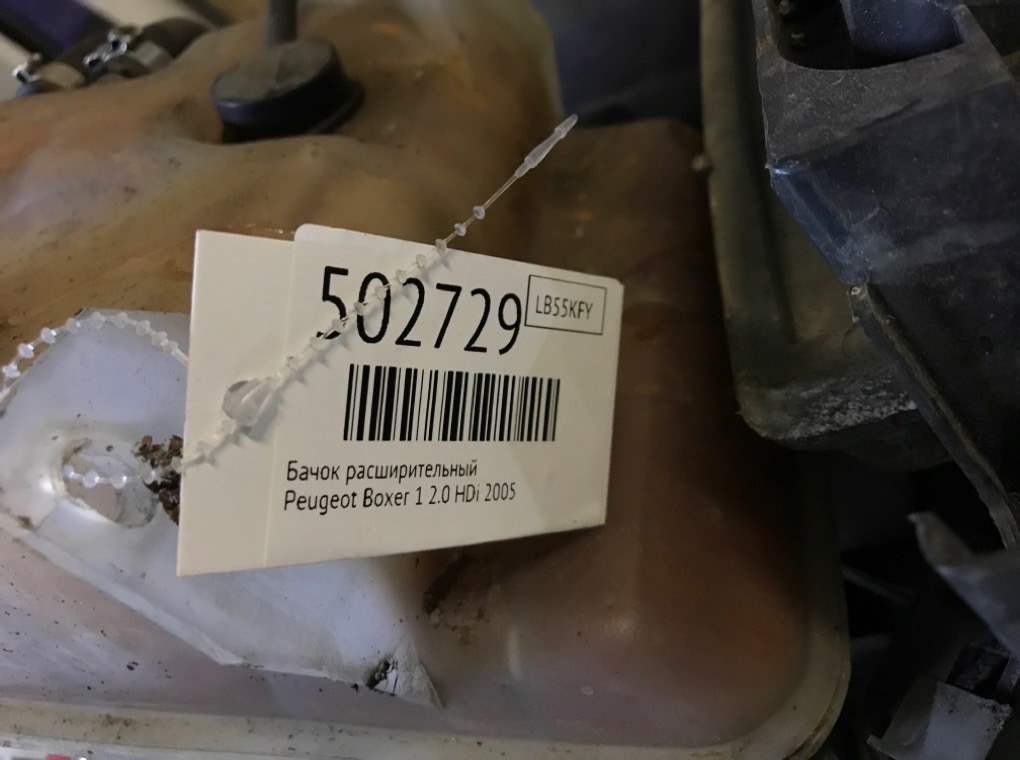 502729
LB55KFY
Бачок расширительный
Peugeot Boxer 1 2.0 HDi 2005